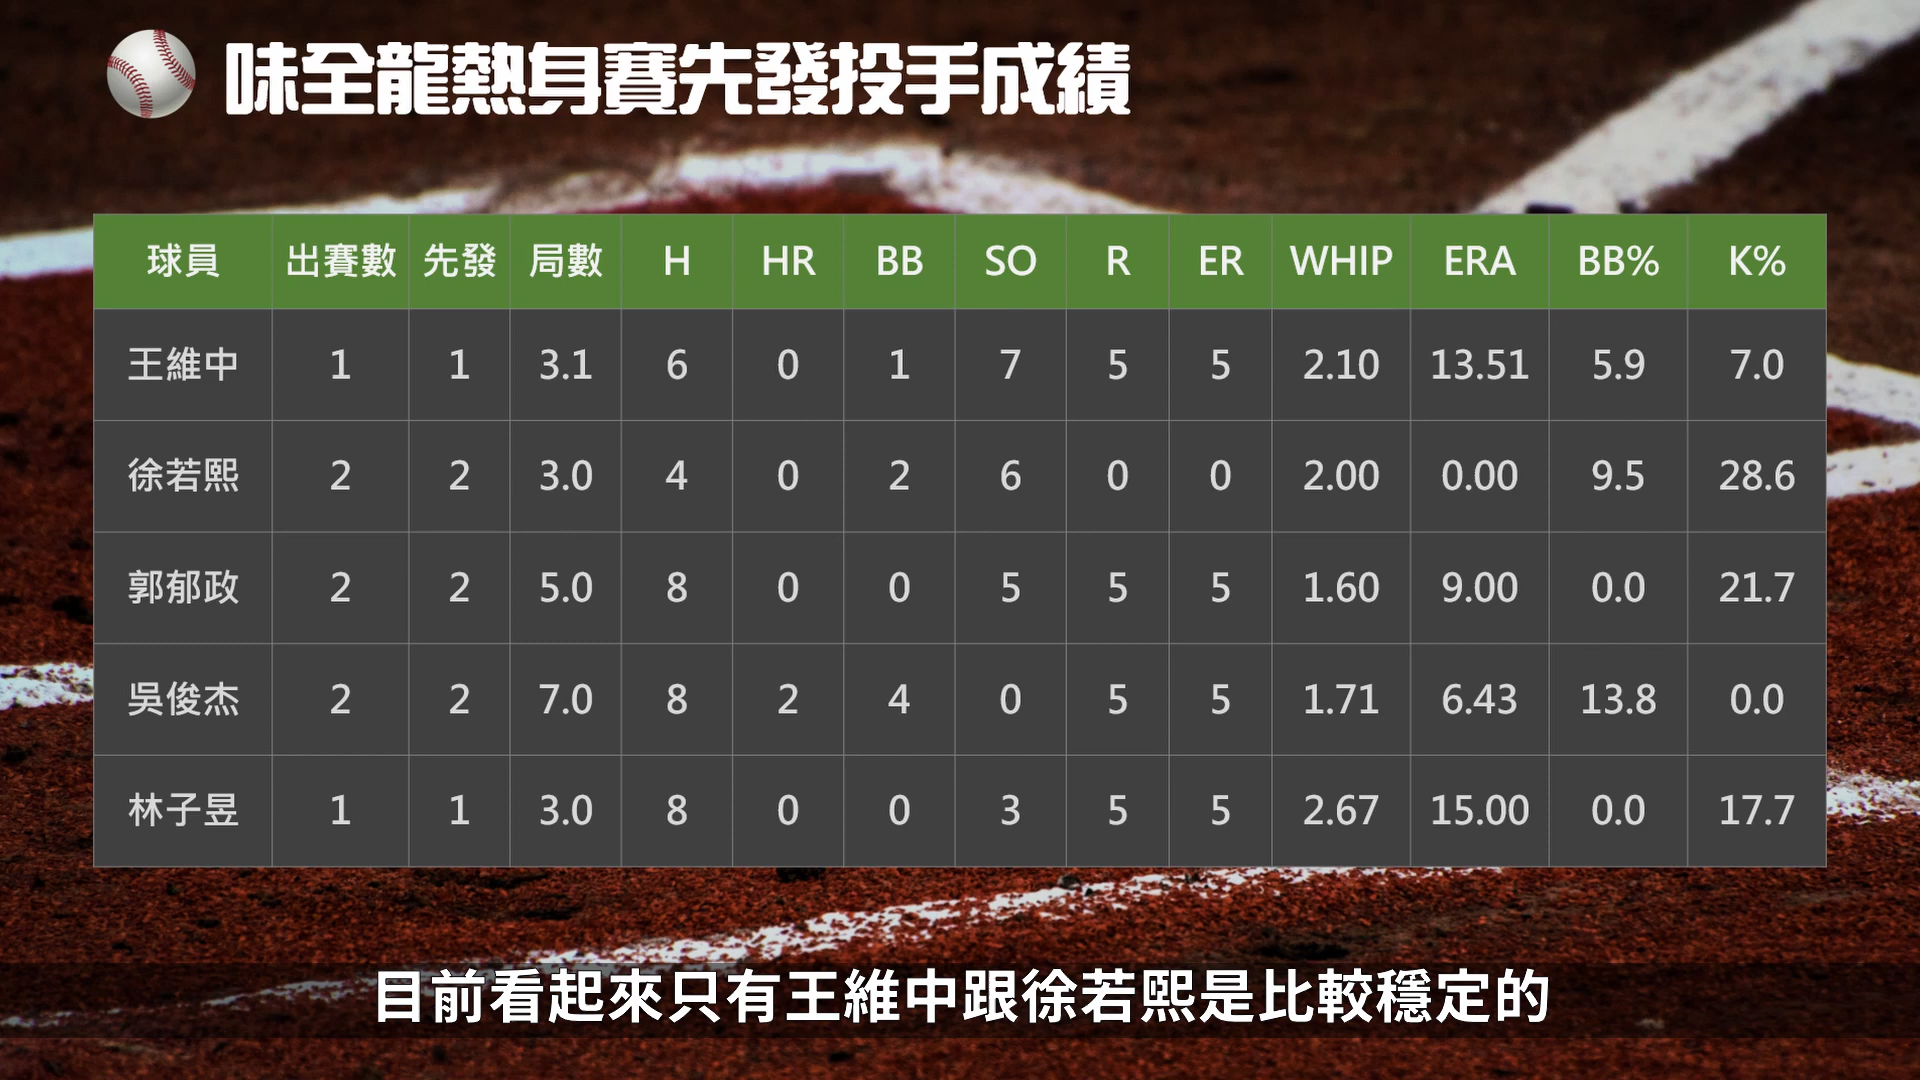 味全龍熱身賽先發投手成績
球員 出賽數 先發 局數 H HR BB SO R ER WHIP ERA BB% K%
王維中 1 1 3.1 6 0 1 7 5 5 2.10 13.51 5.9 7.0
徐若熙 2 2 3.0 4 0 2 6 0 0 2.00 0.00 9.5 28.6
郭郁政 2 2 5.0 8 0 0 5 5 5 1.60 9.00 0.0 21.7
吳俊杰 2 2 7.0 8 2 4 0 5 5 1.71 6.43 13.8 0.0
林子昱 1 1 3.0 8 0 0 3 5 5 2.67 15.00 0.0 17.7
目前看起來只有王維中跟徐若熙是比較穩定的